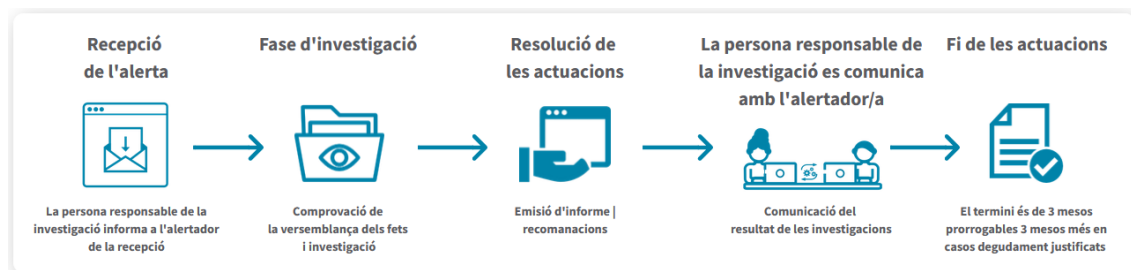 Recepció
de l'alerta
Fase d'investigació
Resolució de
les actuacions
La persona responsable de
la investigació es comunica
amb l'alertador/a
Fi de les actuacions
La persona responsable de la
investigació informa a l'alertador
de la recepció
Comprovació de
la versemblança dels fets
i investigació
Emisió d'informe |
recomanacions
Comunicació del
resultat de les investigacions
El termini és de 3 mesos
prorrogables 3 mesos més en
casos degudament justificats